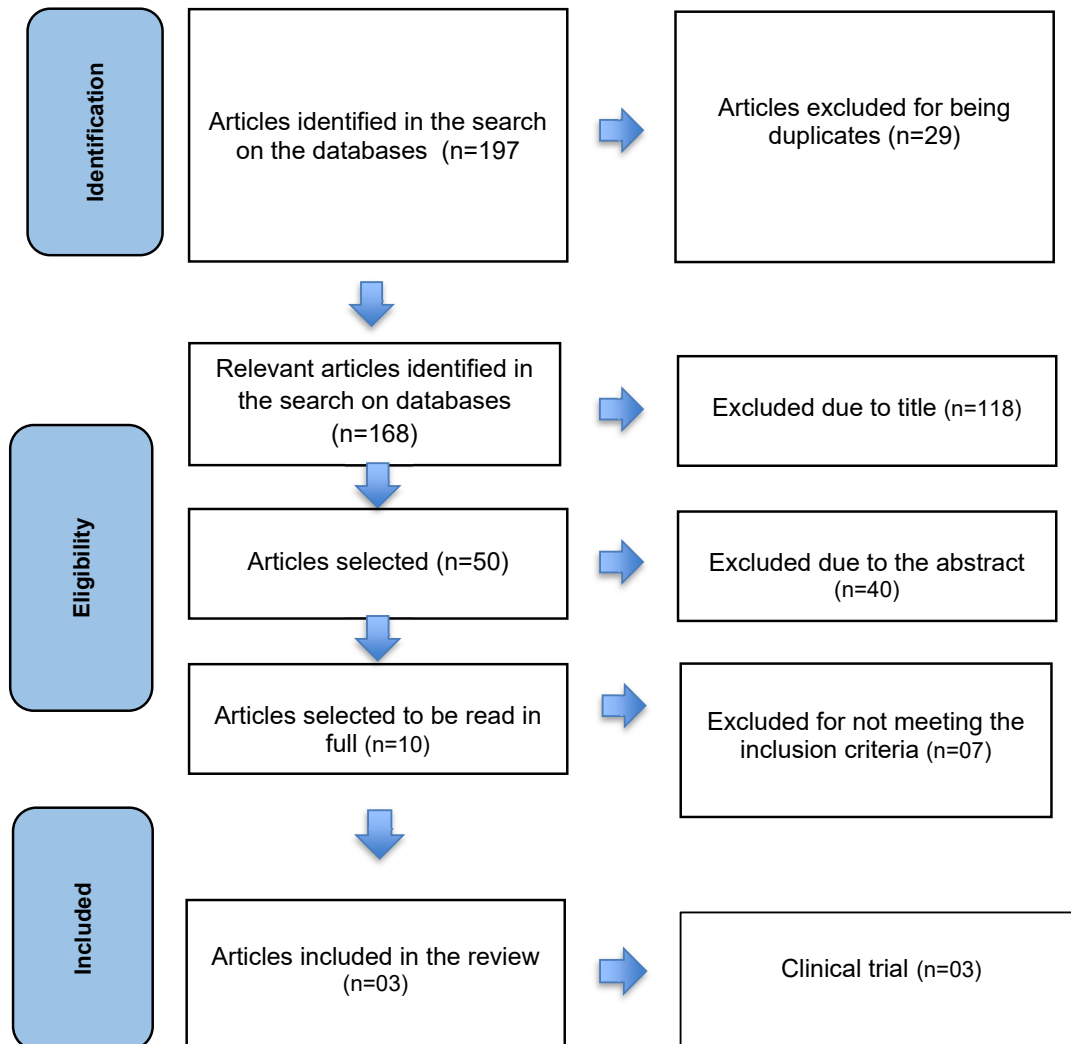 Identification
Articles identified in the search
on the databases (n=197
Articles excluded for being
duplicates (n=29)
Eligibility
Relevant articles identified in
the search on databases
(n=168)
Excluded due to title (n=118)
Articles selected (n=50)
Excluded due to the abstract
(n=40)
Articles selected to be read in
full (n=10)
Excluded for not meeting the
inclusion criteria (n=07)
Included
Articles included in the review
(n=03)
Clinical trial (n=03)